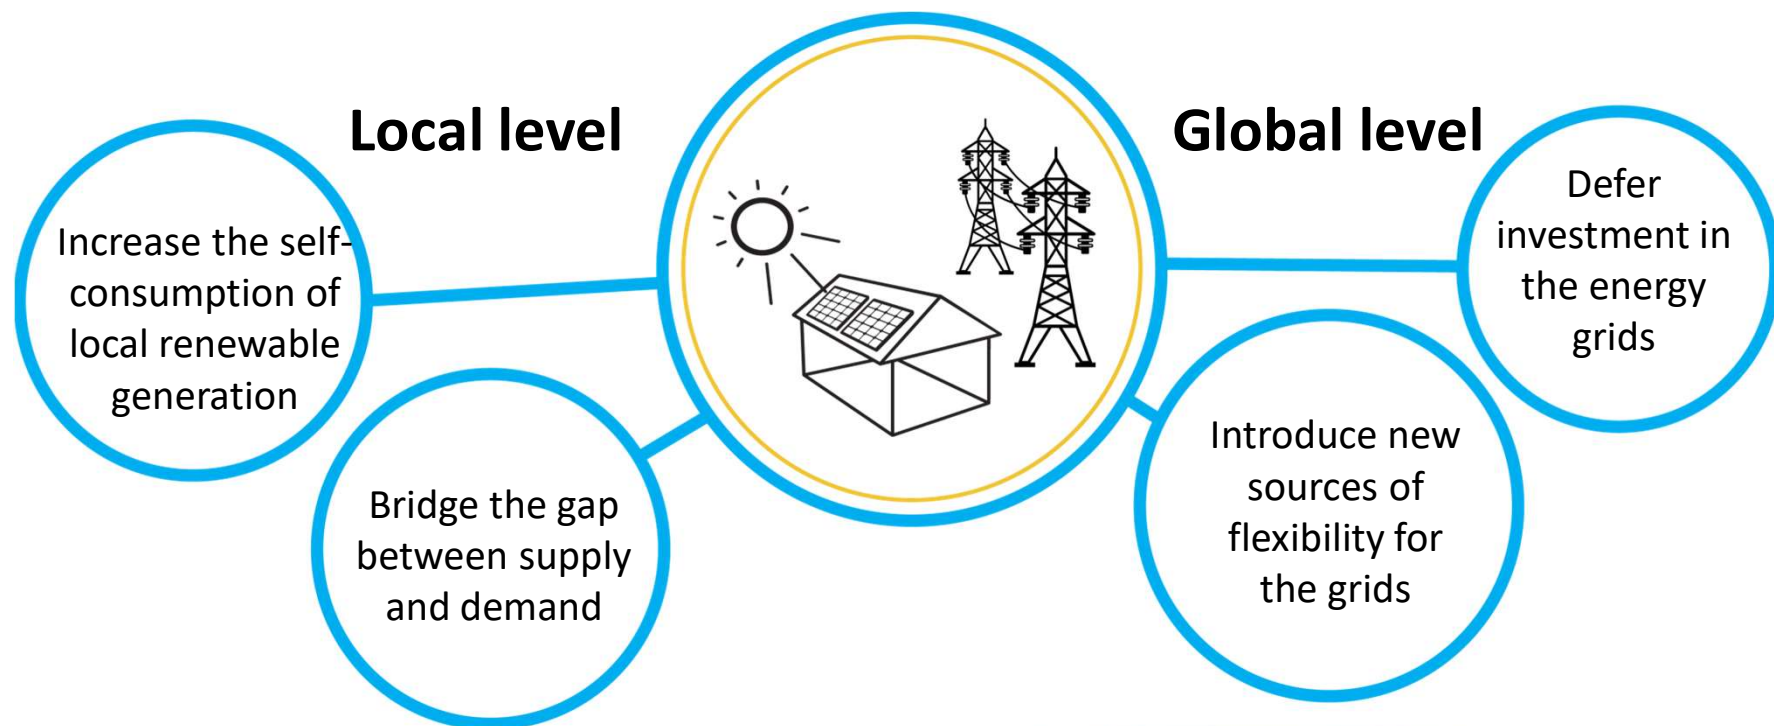 Local level
Increase the self-
consumption of
local renewable
generation
Bridge the gap
between supply
and demand
Global level
Defer
investment in
the energy
grids
Introduce new
sources of
flexibility for
the grids